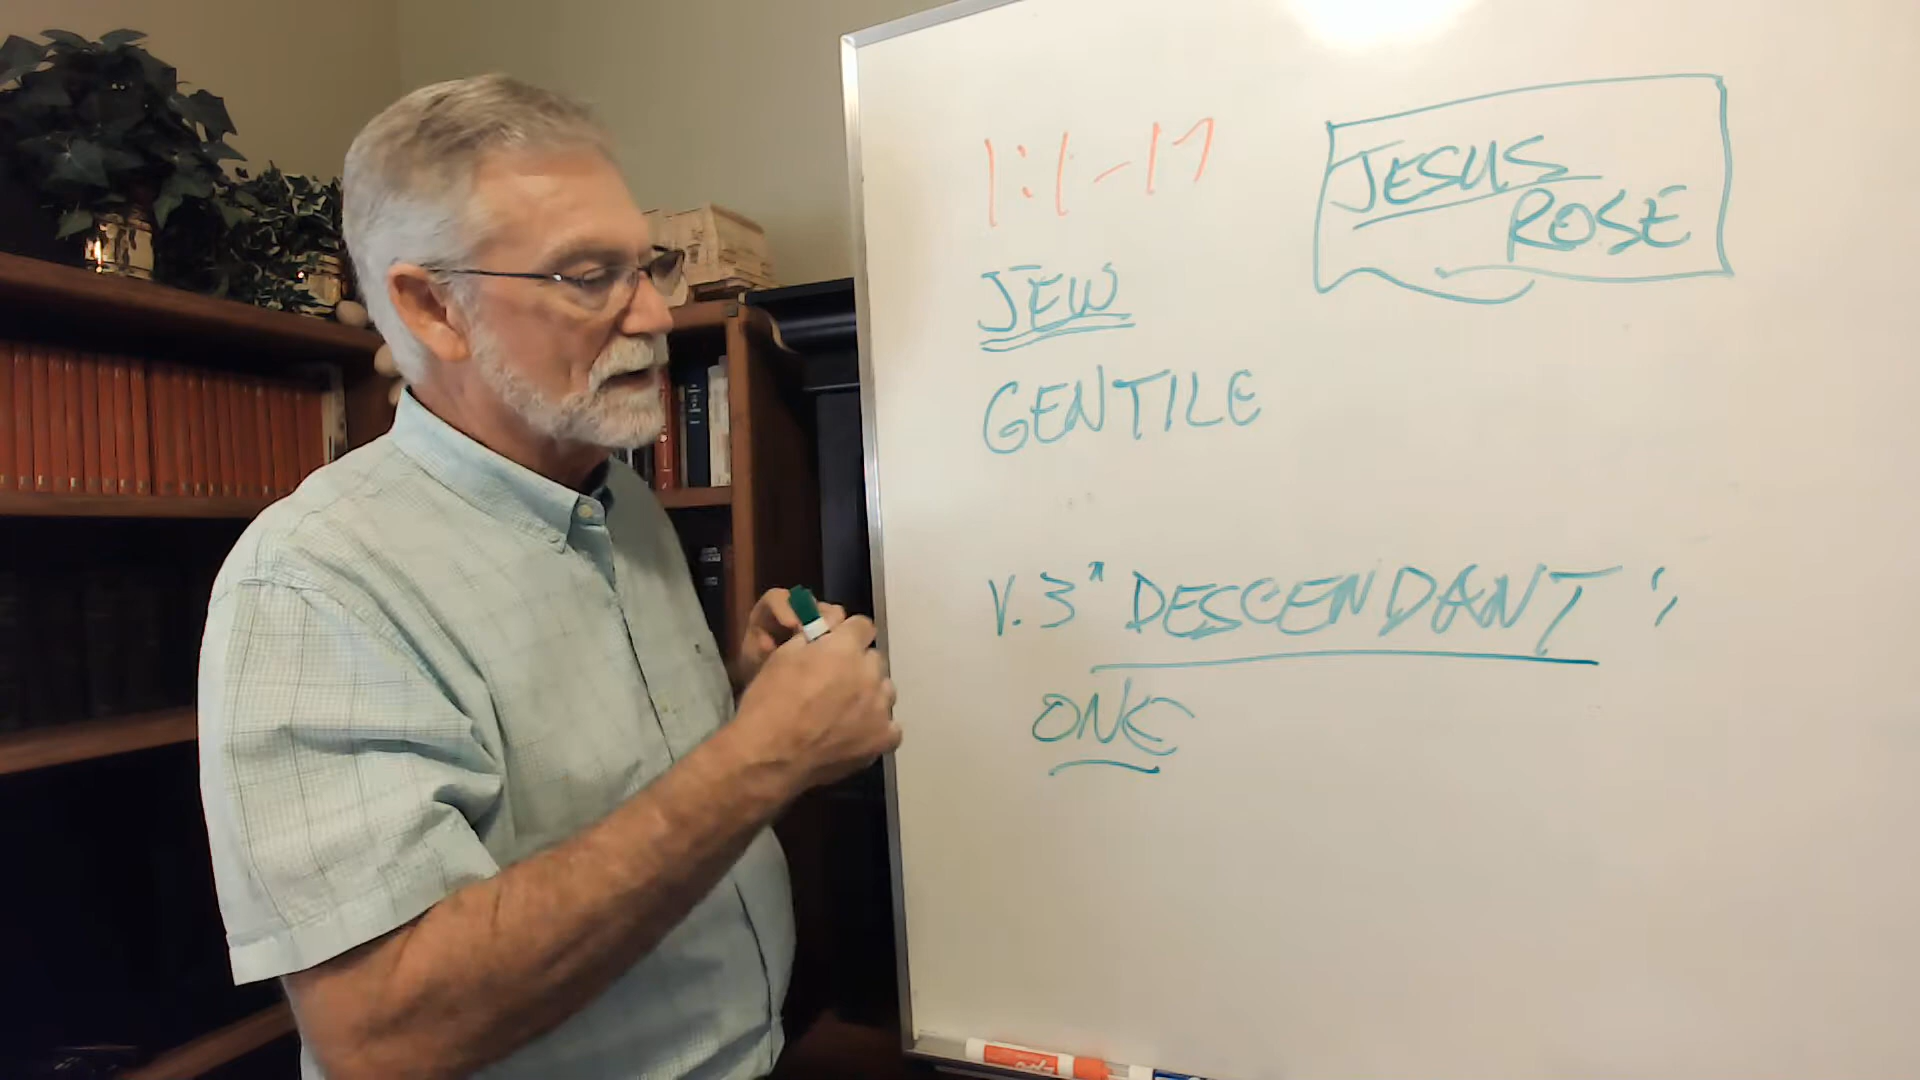 1:1-17
JESUS
ROSE
JEW
GENTILE
V. 3 "DESCENDANT"
ONE